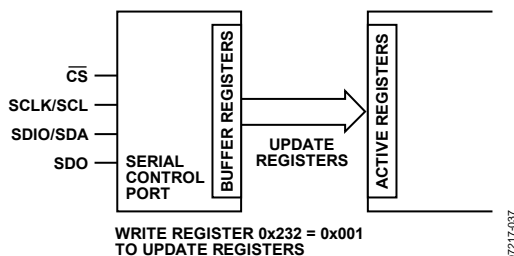 C̅S̅
SCLK/SCL
SDIO/SDA
SDO
SERIAL
CONTROL
PORT
BUFFER REGISTERS
UPDATE
REGISTERS
ACTIVE REGISTERS
WRITE REGISTER 0x232 = 0x001
TO UPDATE REGISTERS